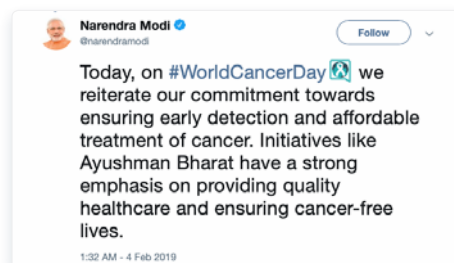 Narendra Modi
@narendramodi
Follow
Today, on #WorldCancerDay we
reiterate our commitment towards
ensuring early detection and affordable
treatment of cancer. Initiatives like
Ayushman Bharat have a strong
emphasis on providing quality
healthcare and ensuring cancer-free
lives.
1:32 AM - 4 Feb 2019